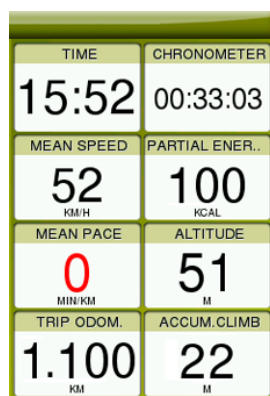 TIME CHRONOMETER
15:52 00:33:03
MEAN SPEED PARTIAL ENER..
52 100
KM/H KCAL
MEAN PACE ALTITUDE
0 51
MIN/KM M
TRIP ODOM. ACCUM.CLIMB
1.100 22
KM M